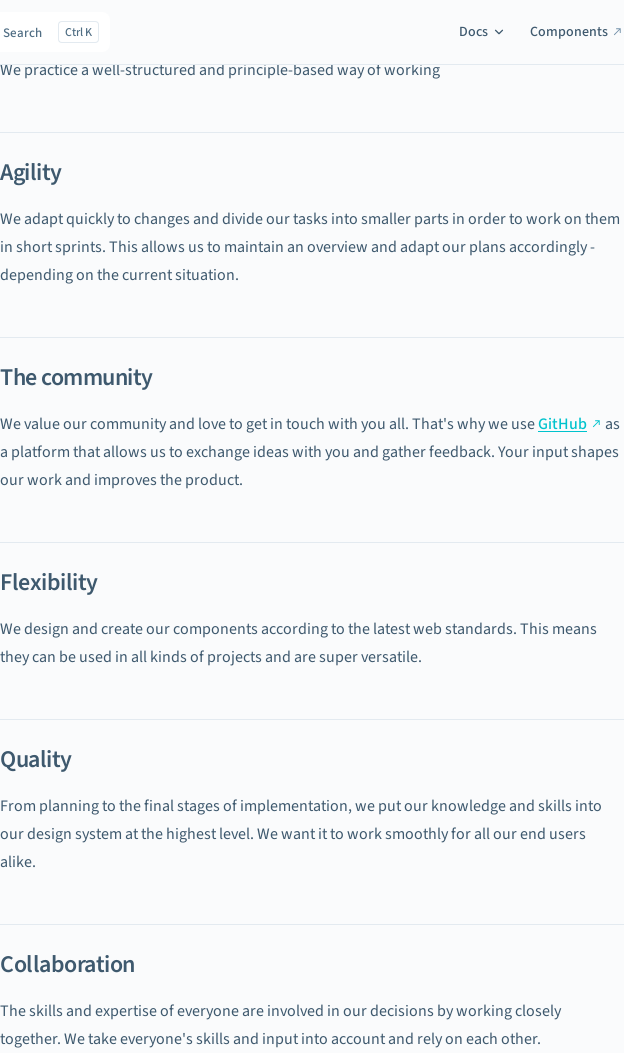 Search Ctrl K Docs Components
We practice a well-structured and principle-based way of working
Agility
We adapt quickly to changes and divide our tasks into smaller parts in order to work on them
in short sprints. This allows us to maintain an overview and adapt our plans accordingly -
depending on the current situation.
The community
We value our community and love to get in touch with you all. That's why we use GitHub as
a platform that allows us to exchange ideas with you and gather feedback. Your input shapes
our work and improves the product.
Flexibility
We design and create our components according to the latest web standards. This means
they can be used in all kinds of projects and are super versatile.
Quality
From planning to the final stages of implementation, we put our knowledge and skills into
our design system at the highest level. We want it to work smoothly for all our end users
alike.
Collaboration
The skills and expertise of everyone are involved in our decisions by working closely
together. We take everyone's skills and input into account and rely on each other.